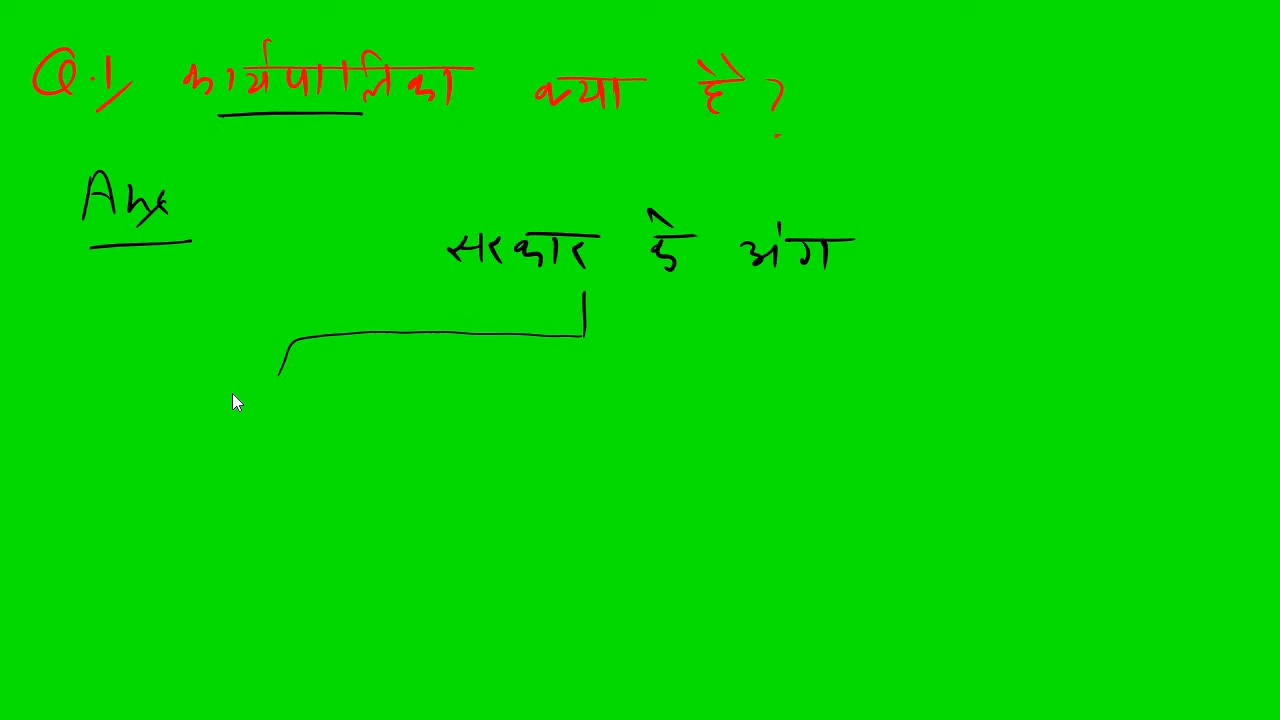 Q.1, कार्यपालिका क्या है ?
Ans
सरकार के अंग